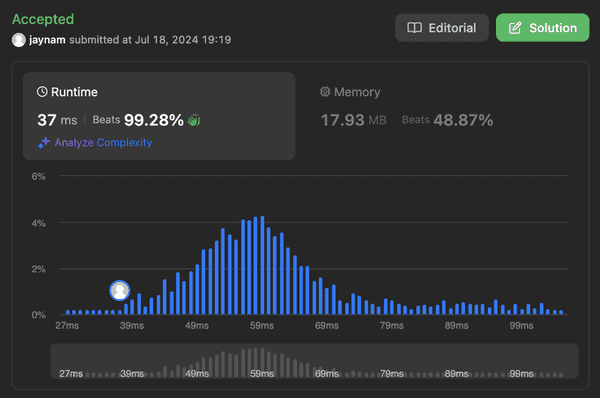 Accepted
jaynam submitted at Jul 18, 2024 19:19
Editorial
Solution
Runtime
37 ms | Beats 99.28%
Analyze Complexity
Memory
17.93 MB | Beats 48.87%
6%
4%
2%
0%
27ms 39ms 49ms 59ms 69ms 79ms 89ms 99ms
27ms 39ms 49ms 59ms 69ms 79ms 89ms 99ms